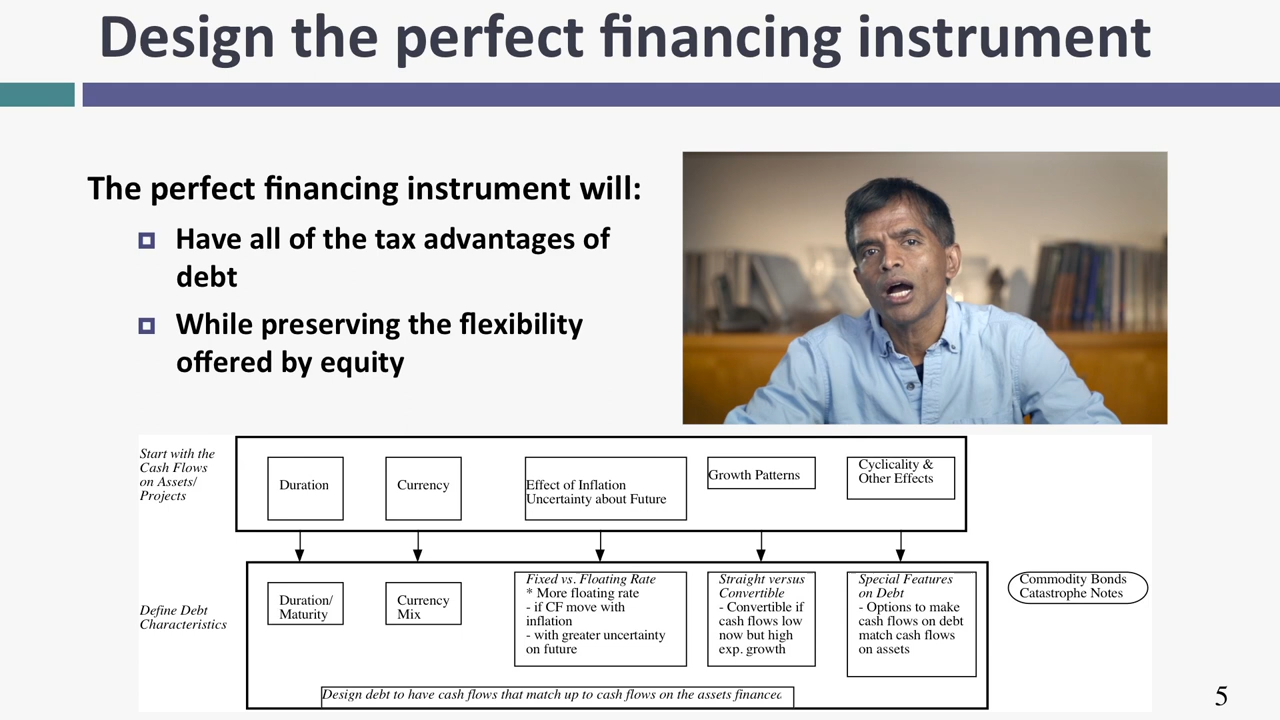 Design the perfect financing instrument
The perfect financing instrument will:
Have all of the tax advantages of
debt
While preserving the flexibility
offered by equity
Start with the
Cash Flows
on Assets/
Projects
Duration
Currency
Effect of Inflation
Uncertainty about Future
Growth Patterns
Cyclicality &
Other Effects
Define Debt
Characteristics
Duration/
Maturity
Currency
Mix
Fixed vs. Floating Rate
* More floating rate
- if CF move with
inflation
- with greater uncertainty
on future
Straight versus
Convertible
- Convertible if
cash flows low
now but high
exp. growth
Special Features
on Debt
- Options to make
cash flows on debt
match cash flows
on assets
Commodity Bonds
Catastrophe Notes
Design debt to have cash flows that match up to cash flows on the assets financed
5